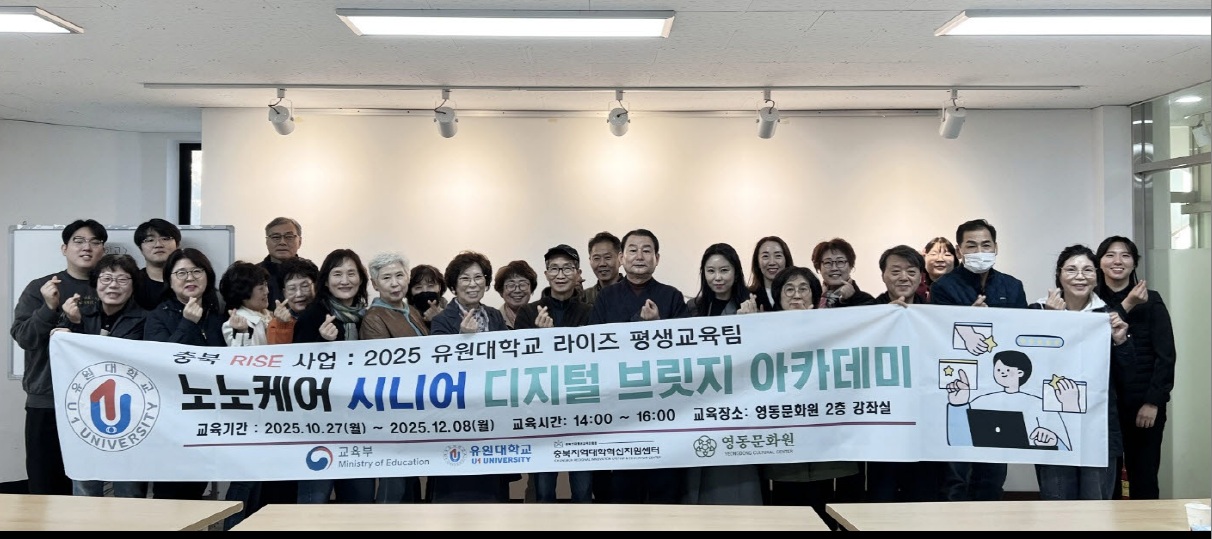 충북 RISE 사업 : 2025 유원대학교 라이즈 평생교육팀
노노케어 시니어 디지털 브릿지 아카데미
교육기간 : 2025.10.27(월) ~ 2025.12.08(월) 교육시간: 14:00 ~ 16:00 교육장소: 영동문화원 2층 강좌실
유원대학교
U1 UNIVERSITY
교육부
Ministry of Education
유원대학교
U1 UNIVERSITY
충북지역대학혁신지원센터
영동문화원
YEONGDONG CULTURAL CENTER